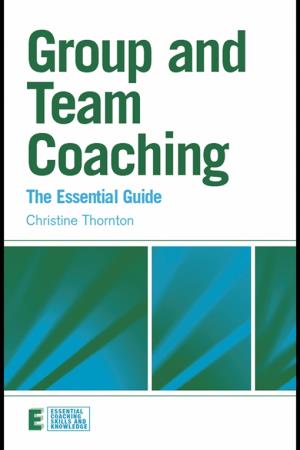 Group and
Team
Coaching
The Essential Guide
Christine Thornton
E
ESSENTIAL
COACHING
SKILLS AND
KNOWLEDGE